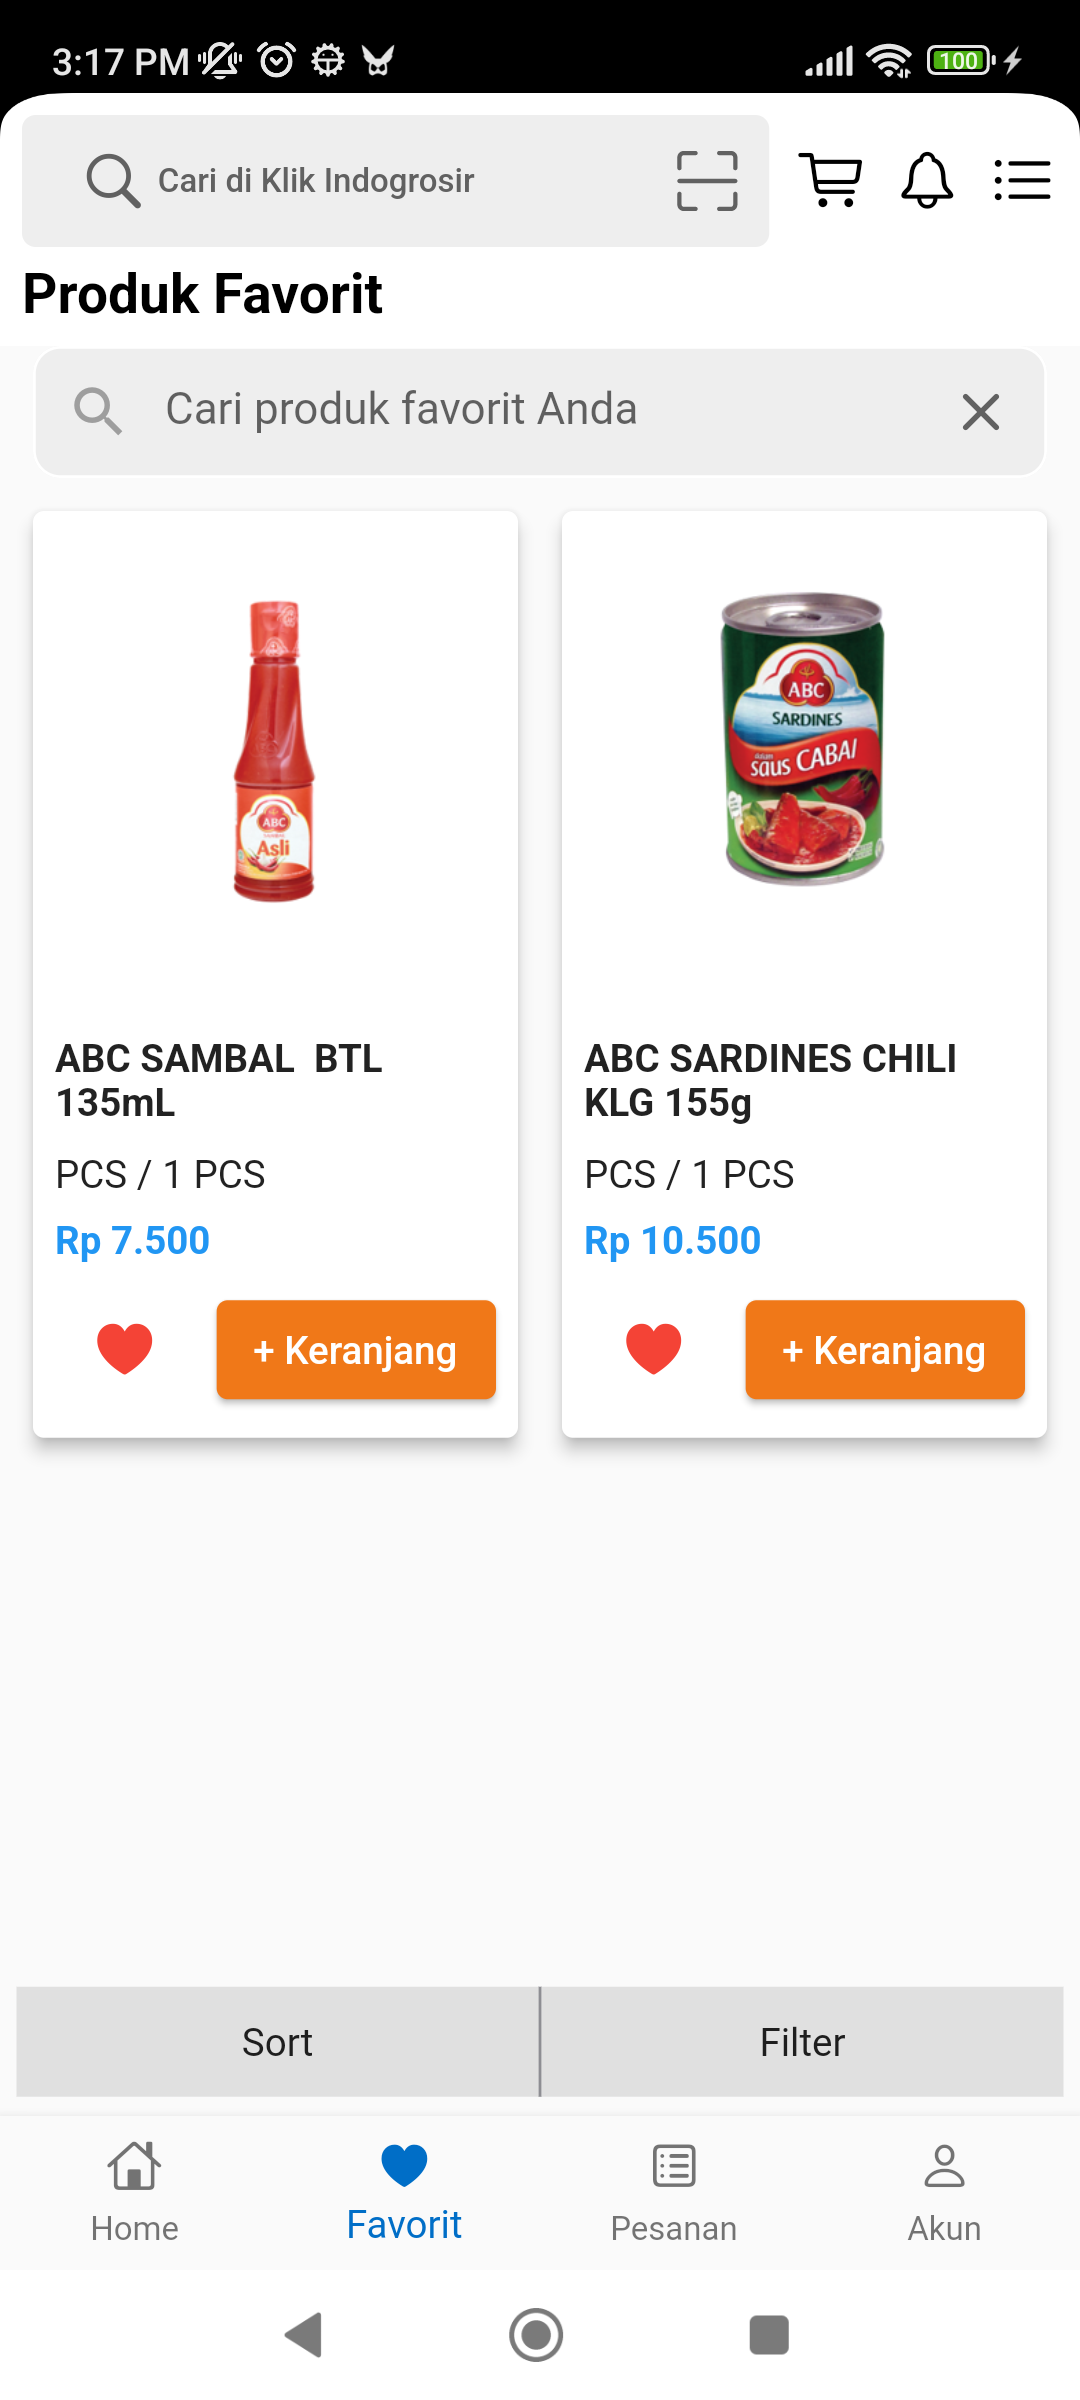 3:17 PM
100
Cari di Klik Indogrosir
Produk Favorit
Cari produk favorit Anda
ABC
Asli
ABC
SARDINES
dalam
saus CABAI
ABC SAMBAL  BTL
135mL
PCS / 1 PCS
Rp 7.500
+ Keranjang
ABC SARDINES CHILI
KLG 155g
PCS / 1 PCS
Rp 10.500
+ Keranjang
Sort
Filter
Home
Favorit
Pesanan
Akun